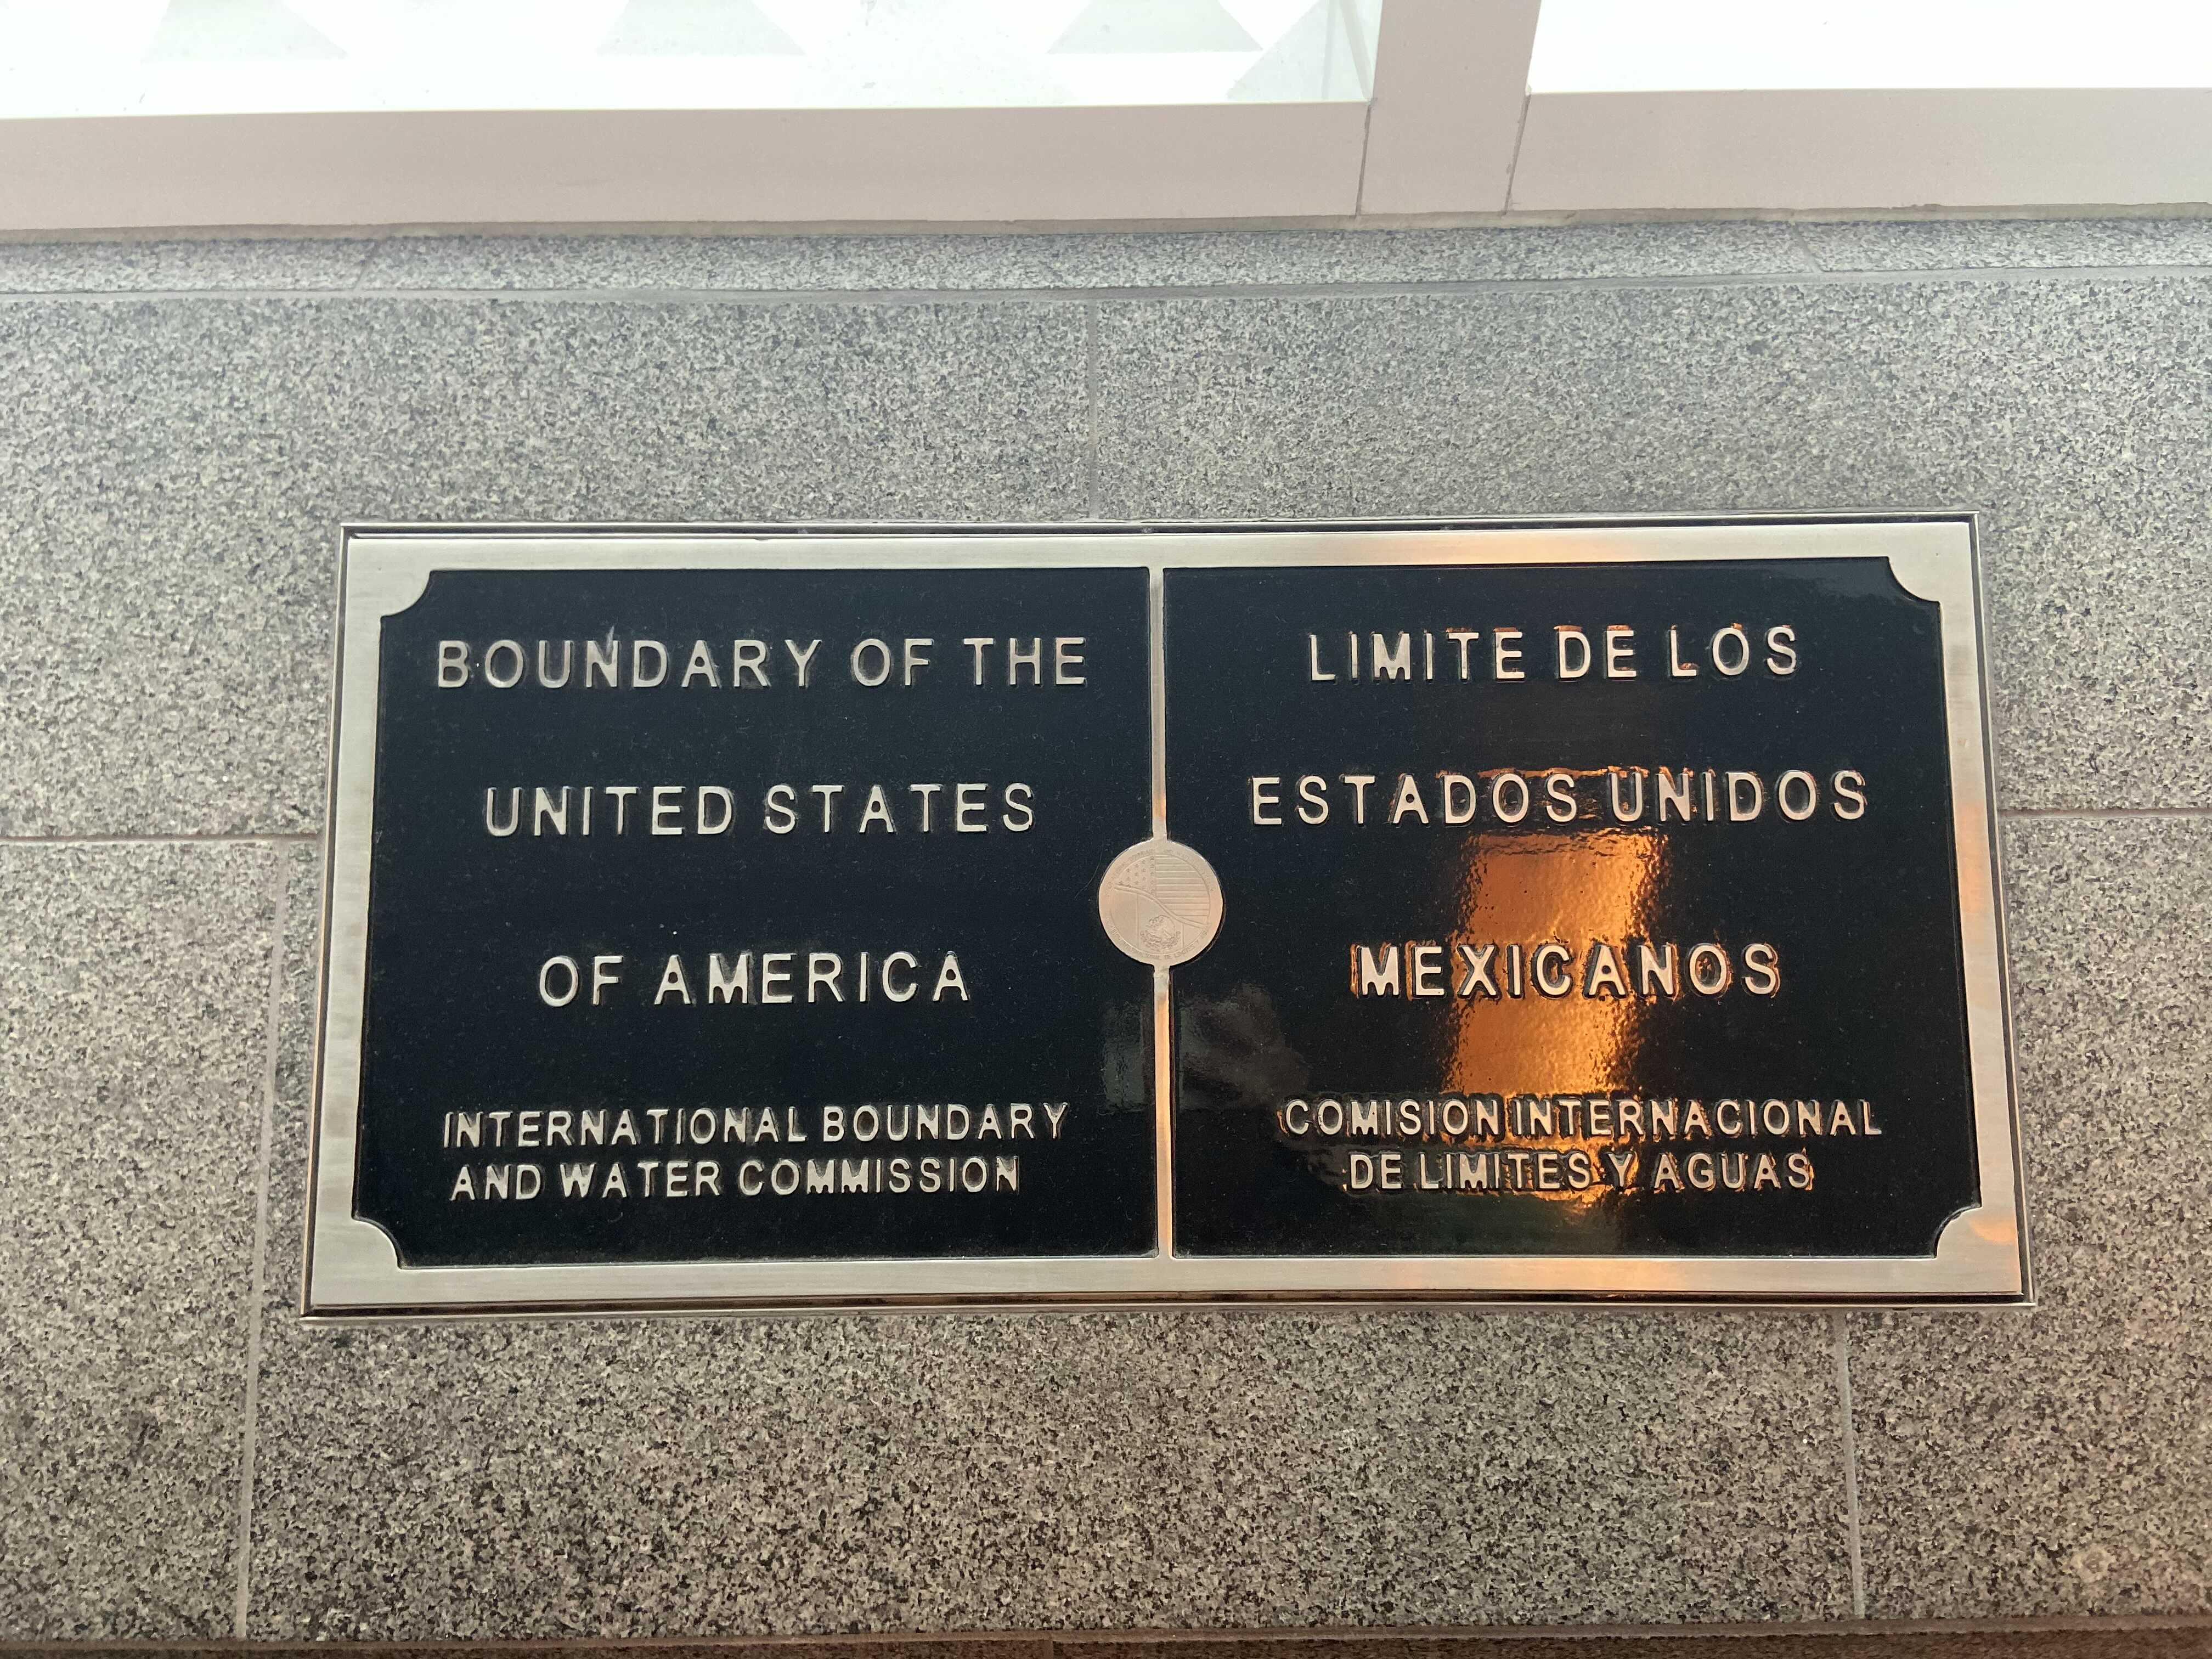 BOUNDARY OF THE
UNITED STATES
OF AMERICA
INTERNATIONAL BOUNDARY
AND WATER COMMISSION
LIMITE DE LOS
ESTADOS UNIDOS
MEXICANOS
COMISION INTERNACIONAL
DE LIMITES Y AGUAS